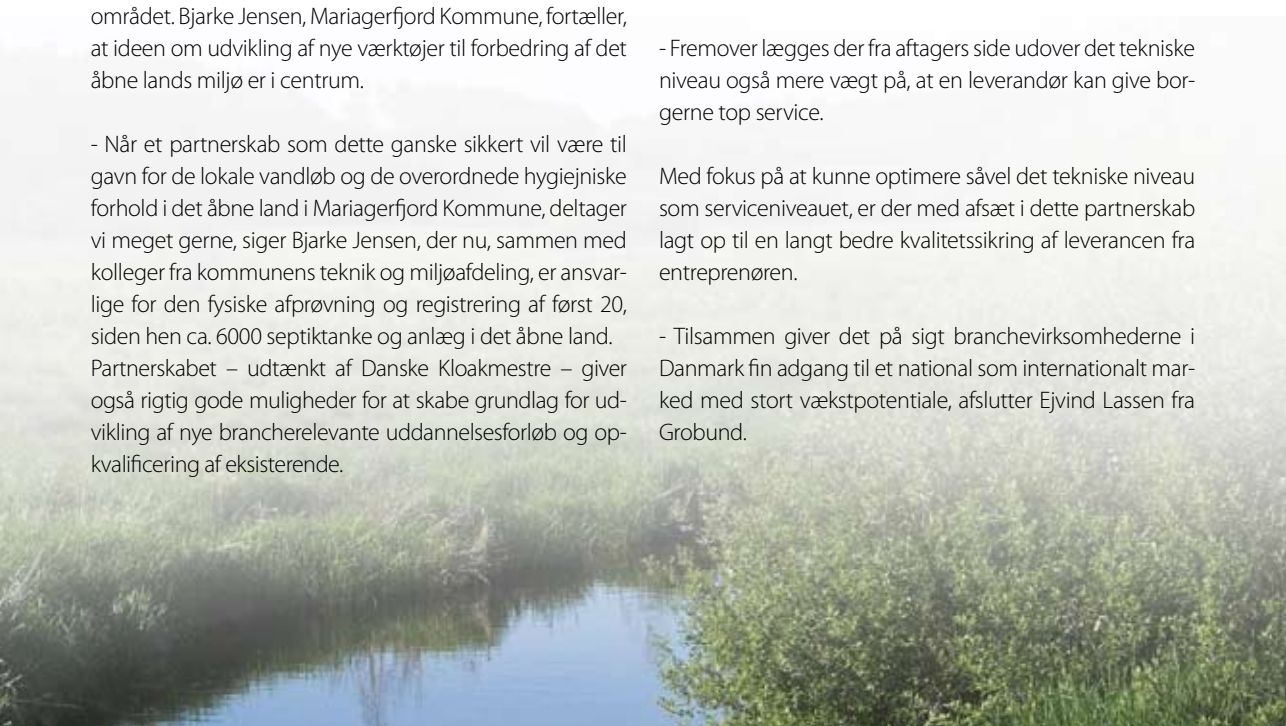 området. Bjarke Jensen, Mariagerfjord Kommune, fortæller,
at ideen om udvikling af nye værktøjer til forbedring af det
åbne lands miljø er i centrum.
- Når et partnerskab som dette ganske sikkert vil være til
gavn for de lokale vandløb og de overordnede hygiejniske
forhold i det åbne land i Mariagerfjord Kommune, deltager
vi meget gerne, siger Bjarke Jensen, der nu, sammen med
kolleger fra kommunens teknik og miljøafdeling, er ansvar-
lige for den fysiske afprøvning og registrering af først 20,
siden hen ca. 6000 septiktanke og anlæg i det åbne land.
Partnerskabet – udtænkt af Danske Kloakmestre – giver
også rigtig gode muligheder for at skabe grundlag for ud-
vikling af nye brancherelevante uddannelsesforløb og op-
kvalificering af eksisterende.
- Fremover lægges der fra aftagers side udover det tekniske
niveau også mere vægt på, at en leverandør kan give bor-
gerne top service.
Med fokus på at kunne optimere såvel det tekniske niveau
som serviceniveauet, er der med afsæt i dette partnerskab
lagt op til en langt bedre kvalitetssikring af leverancen fra
entreprenøren.
- Tilsammen giver det på sigt branchevirksomhederne i
Danmark fin adgang til et national som internationalt mar-
ked med stort vækstpotentiale, afslutter Ejvind Lassen fra
Grobund.